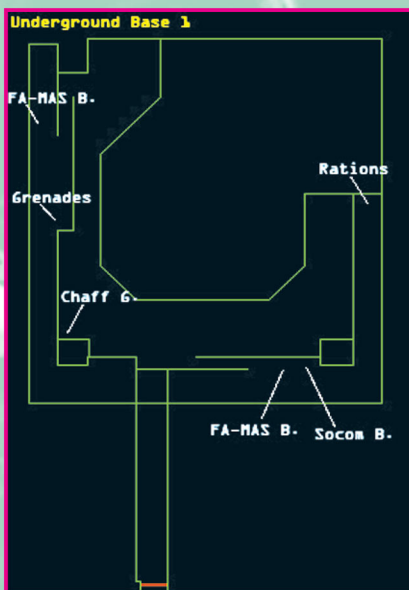 Underground Base 1
FA-MAS B.
Rations
Grenades
Chaff G.
FA-MAS B.
Socom B.